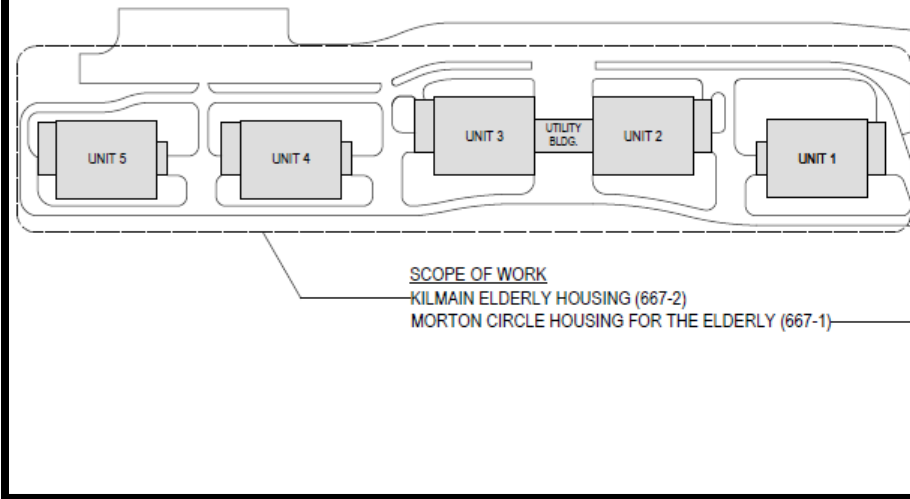 UNIT 5
UNIT 4
UNIT 3
UTILITY
BLDG.
UNIT 2
UNIT 1
SCOPE OF WORK
KILMAIN ELDERLY HOUSING (667-2)
MORTON CIRCLE HOUSING FOR THE ELDERLY (667-1)